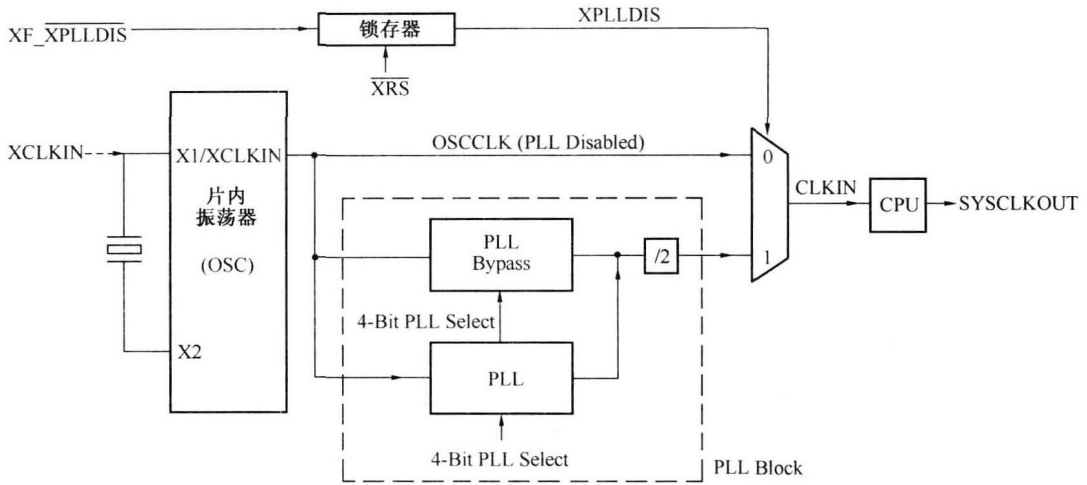 XPLLDIS
XF_XPLLDIS
锁存器
XRS
XCLKIN
X1/XCLKIN
OSCCLK (PLL Disabled)
0
片内
振荡器
(OSC)
CLKIN
CPU
SYSCLKOUT
PLL
Bypass
/2
1
4-Bit PLL Select
X2
PLL
4-Bit PLL Select
PLL Block